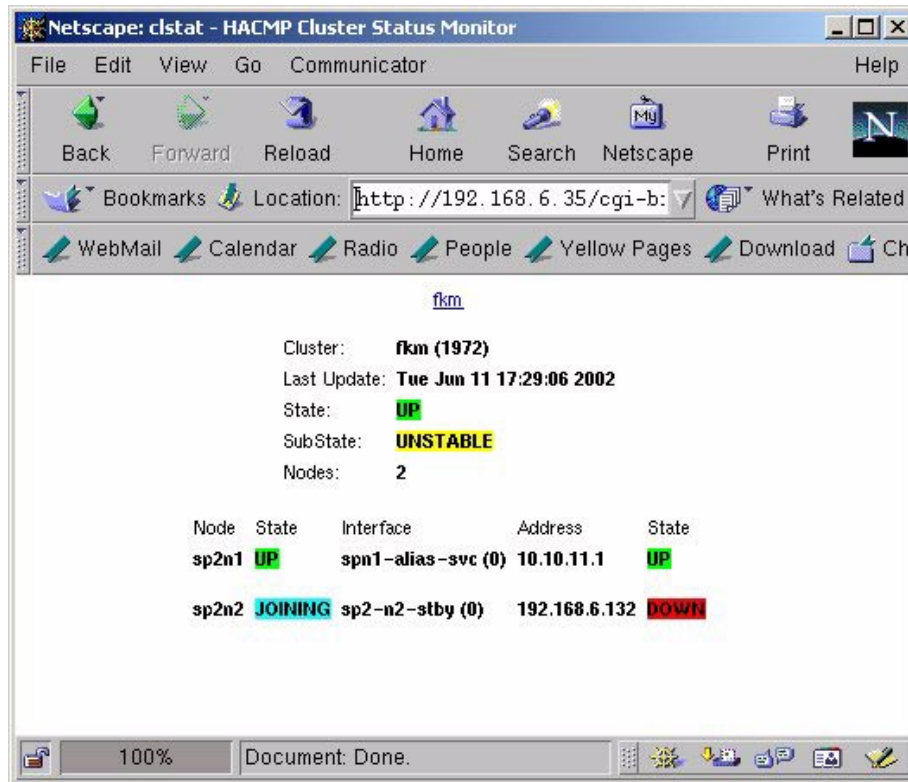 Netscape: clstat - HACMP Cluster Status Monitor
File Edit View Go Communicator Help
Back Forward Reload Home Search My Netscape Print N
Bookmarks Location: http://192.168.6.35/cgi-b: What's Related
WebMail Calendar Radio People Yellow Pages Download Ch
fkm
Cluster: fkm (1972)
Last Update: Tue Jun 11 17:29:06 2002
State: UP
SubState: UNSTABLE
Nodes: 2
Node State Interface Address State
sp2n1 UP spn1-alias-svc (0) 10.10.11.1 UP
sp2n2 JOINING sp2-n2-stby (0) 192.168.6.132 DOWN
100% Document: Done.